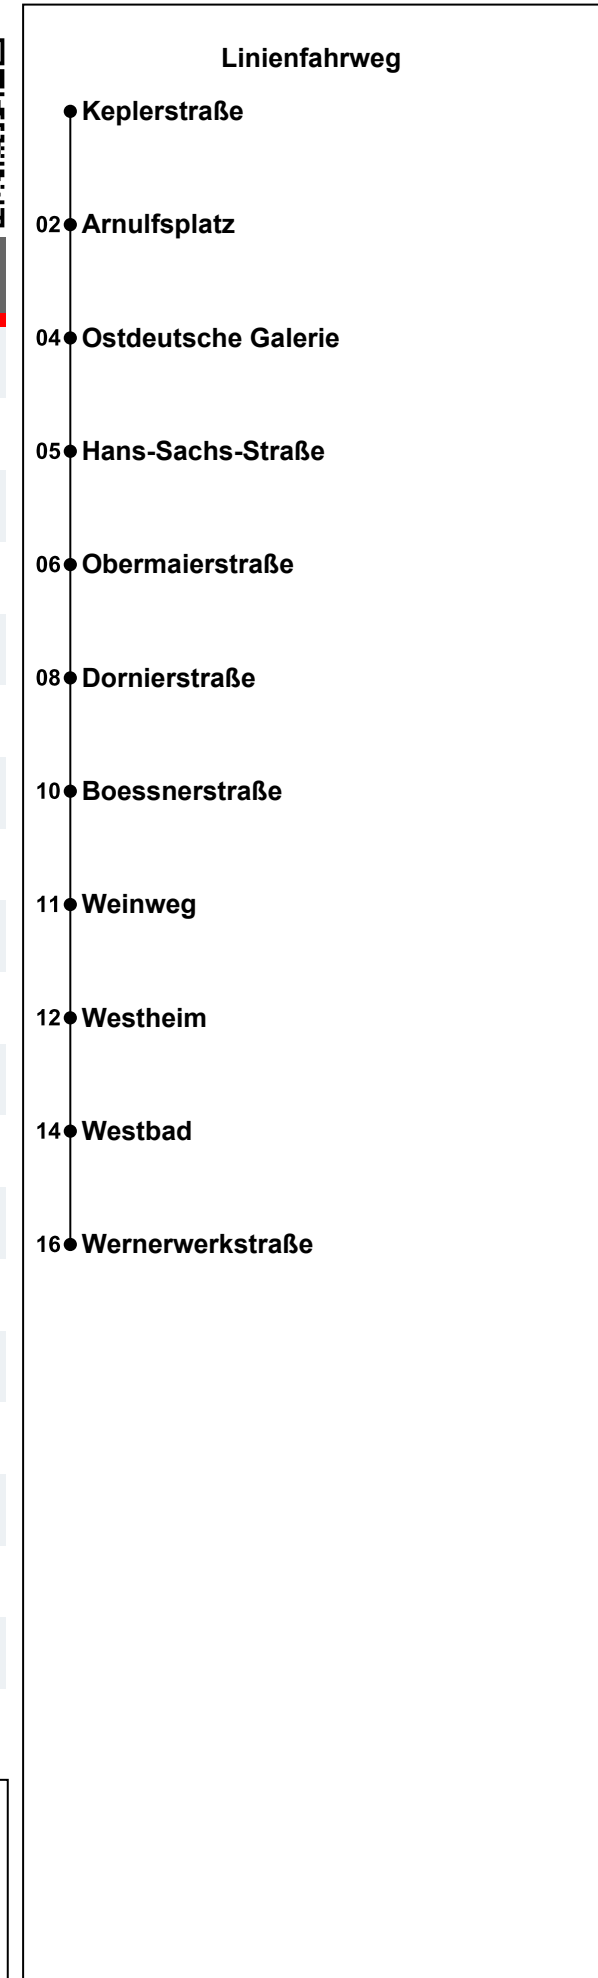 Linienfahrweg
Keplerstraße
02 Arnulfsplatz
04 Ostdeutsche Galerie
05 Hans-Sachs-Straße
06 Obermaierstraße
08 Dornierstraße
10 Boessnerstraße
11 Weinweg
12 Westheim
14 Westbad
16 Wernerwerkstraße